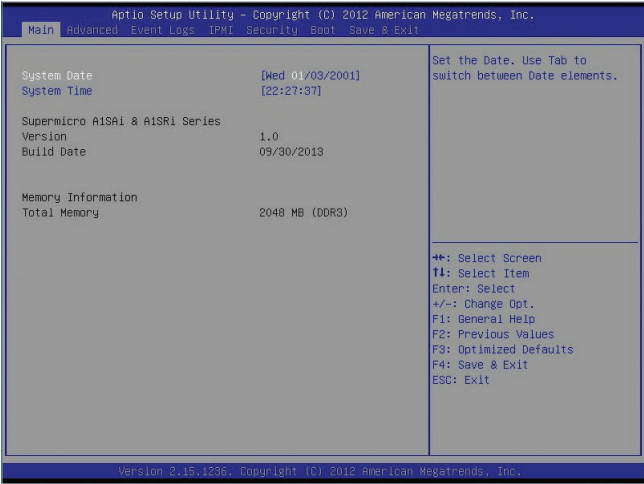 Aptio Setup Utility – Copyright (C) 2012 American Megatrends, Inc.
Main Advanced Event Logs IPMI Security Boot Save & Exit
System Date [Wed 01/03/2001]
System Time [22:27:37]
Supermicro A1SAi & A1SRi Series
Version 1.0
Build Date 09/30/2013
Memory Information
Total Memory 2048 MB (DDR3)
Set the Date. Use Tab to
switch between Date elements.
→←: Select Screen
↑↓: Select Item
Enter: Select
+/-: Change Opt.
F1: General Help
F2: Previous Values
F3: Optimized Defaults
F4: Save & Exit
ESC: Exit
Version 2.15.1236. Copyright (C) 2012 American Megatrends, Inc.